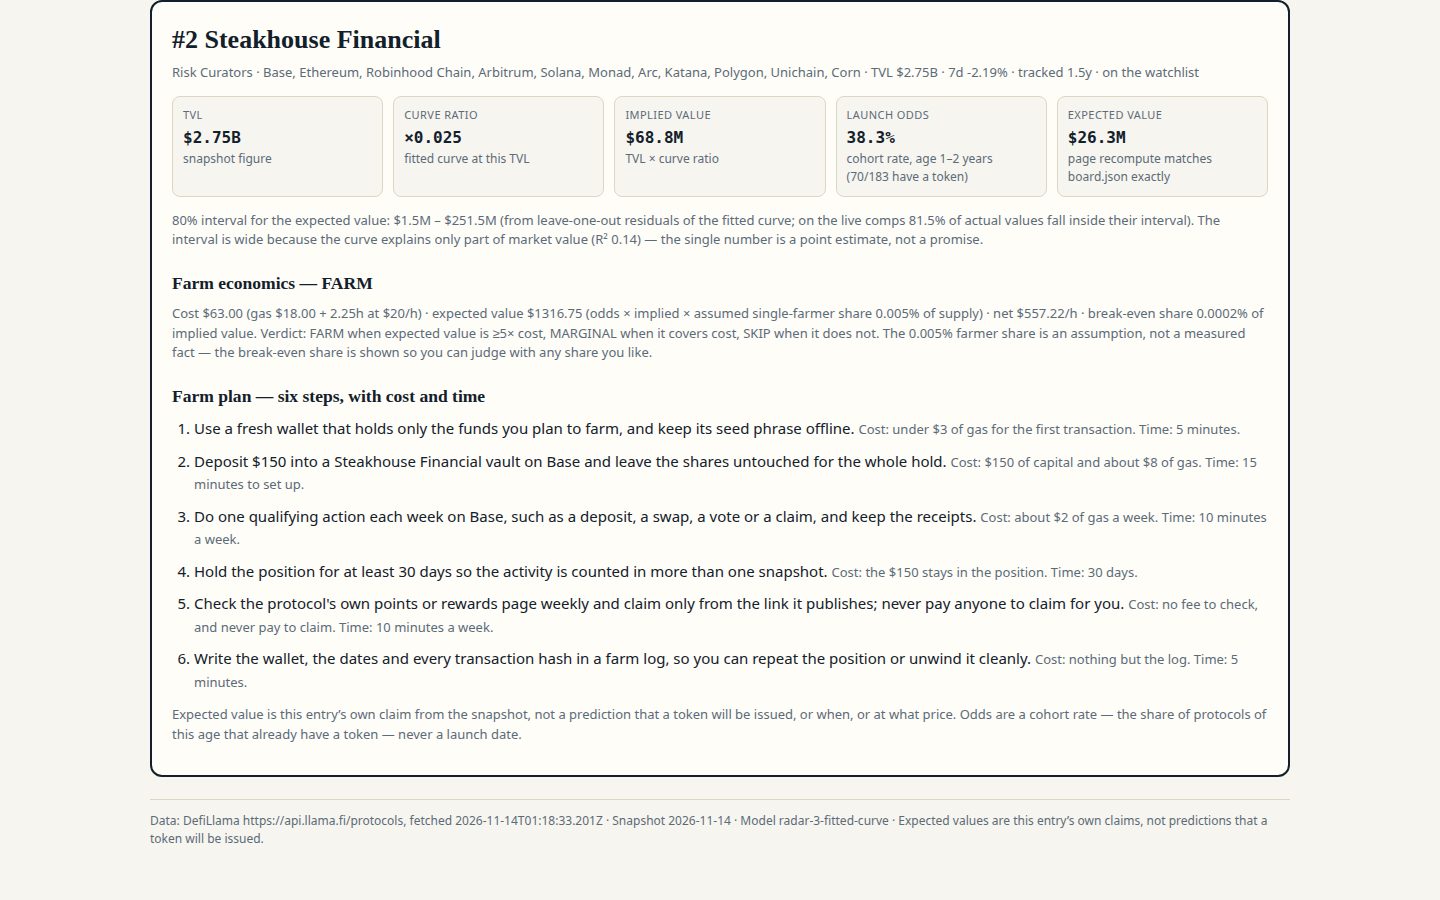 #2 Steakhouse Financial
Risk Curators · Base, Ethereum, Robinhood Chain, Arbitrum, Solana, Monad, Arc, Katana, Polygon, Unichain, Corn · TVL $2.75B · 7d -2.19% · tracked 1.5y · on the watchlist
TVL
$2.75B
snapshot figure
CURVE RATIO
×0.025
fitted curve at this TVL
IMPLIED VALUE
$68.8M
TVL × curve ratio
LAUNCH ODDS
38.3%
cohort rate, age 1–2 years
(70/183 have a token)
EXPECTED VALUE
$26.3M
page recompute matches
board.json exactly
80% interval for the expected value: $1.5M – $251.5M (from leave-one-out residuals of the fitted curve; on the live comps 81.5% of actual values fall inside their interval). The
interval is wide because the curve explains only part of market value (R² 0.14) — the single number is a point estimate, not a promise.
Farm economics — FARM
Cost $63.00 (gas $18.00 + 2.25h at $20/h) · expected value $1316.75 (odds × implied × assumed single-farmer share 0.005% of supply) · net $557.22/h · break-even share 0.0002% of
implied value. Verdict: FARM when expected value is ≥5× cost, MARGINAL when it covers cost, SKIP when it does not. The 0.005% farmer share is an assumption, not a measured
fact — the break-even share is shown so you can judge with any share you like.
Farm plan — six steps, with cost and time
1. Use a fresh wallet that holds only the funds you plan to farm, and keep its seed phrase offline. Cost: under $3 of gas for the first transaction. Time: 5 minutes.
2. Deposit $150 into a Steakhouse Financial vault on Base and leave the shares untouched for the whole hold. Cost: $150 of capital and about $8 of gas. Time: 15
minutes to set up.
3. Do one qualifying action each week on Base, such as a deposit, a swap, a vote or a claim, and keep the receipts. Cost: about $2 of gas a week. Time: 10 minutes
a week.
4. Hold the position for at least 30 days so the activity is counted in more than one snapshot. Cost: the $150 stays in the position. Time: 30 days.
5. Check the protocol's own points or rewards page weekly and claim only from the link it publishes; never pay anyone to claim for you. Cost: no fee to check,
and never pay to claim. Time: 10 minutes a week.
6. Write the wallet, the dates and every transaction hash in a farm log, so you can repeat the position or unwind it cleanly. Cost: nothing but the log. Time: 5
minutes.
Expected value is this entry’s own claim from the snapshot, not a prediction that a token will be issued, or when, or at what price. Odds are a cohort rate — the share of protocols of
this age that already have a token — never a launch date.
Data: DefiLlama https://api.llama.fi/protocols, fetched 2026-11-14T01:18:33.201Z · Snapshot 2026-11-14 · Model radar-3-fitted-curve · Expected values are this entry’s own claims, not predictions that a
token will be issued.